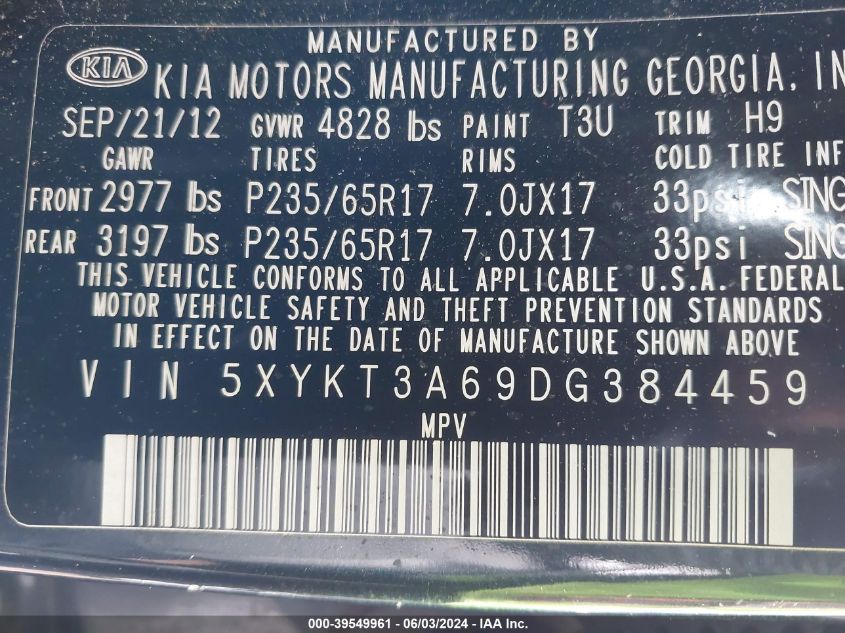 MANUFACTURED BY
KIA KIA MOTORS MANUFACTURING GEORGIA, IN
SEP/21/12 GVWR 4828 lbs PAINT T3U TRIM H9
GAWR TIRES RIMS COLD TIRE INF
FRONT 2977 lbs P235/65R17 7.0JX17 33psi SING
REAR 3197 lbs P235/65R17 7.0JX17 33psi SING
THIS VEHICLE CONFORMS TO ALL APPLICABLE U.S.A. FEDERAL
MOTOR VEHICLE SAFETY AND THEFT PREVENTION STANDARDS
IN EFFECT ON THE DATE OF MANUFACTURE SHOWN ABOVE
VIN 5XYKT3A69DG384459
MPV
000-39549961 - 06/03/2024 - IAA Inc.